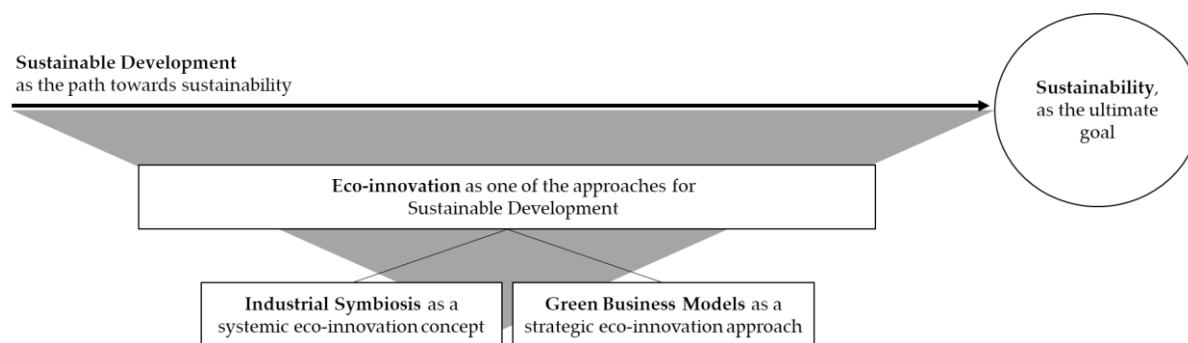 Sustainable Development
as the path towards sustainability
Sustainability,
as the ultimate
goal
Eco-innovation as one of the approaches for
Sustainable Development
Industrial Symbiosis as a
systemic eco-innovation concept
Green Business Models as a
strategic eco-innovation approach